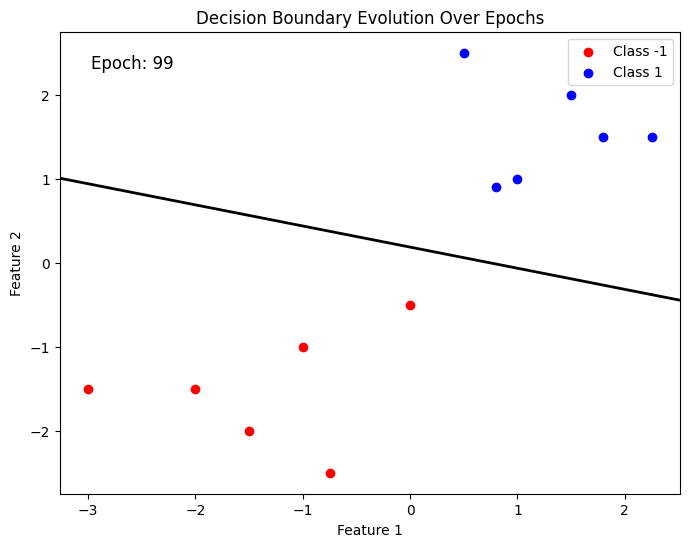 Decision Boundary Evolution Over Epochs
Epoch: 99
Class -1
Class 1
Feature 2
2
1
0
−1
−2
−3
−2
−1
0
1
2
Feature 1